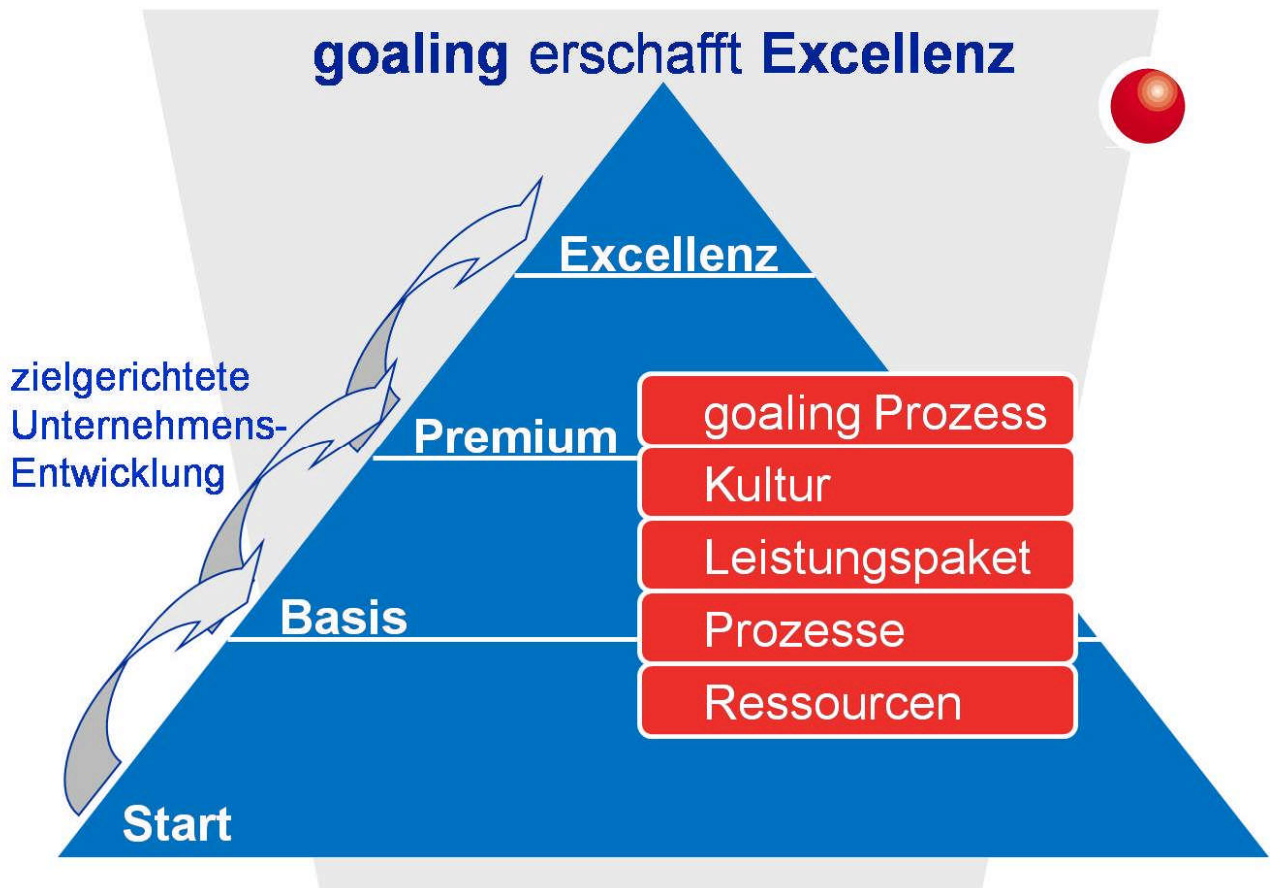 goaling erschafft Excellenz
Excellenz
zielgerichtete
Unternehmens-
Entwicklung
Premium
Basis
Start
goaling Prozess
Kultur
Leistungspaket
Prozesse
Ressourcen